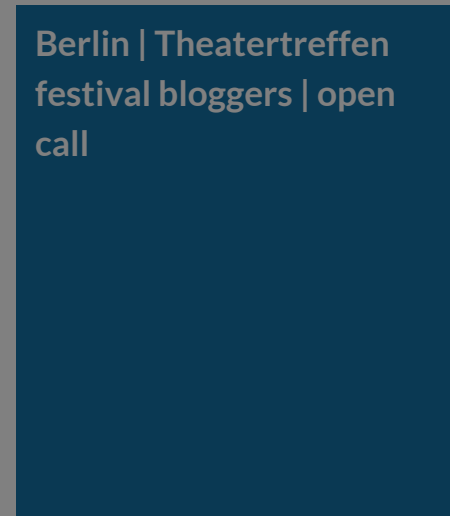 Berlin | Theatertreffen
festival bloggers | open
call